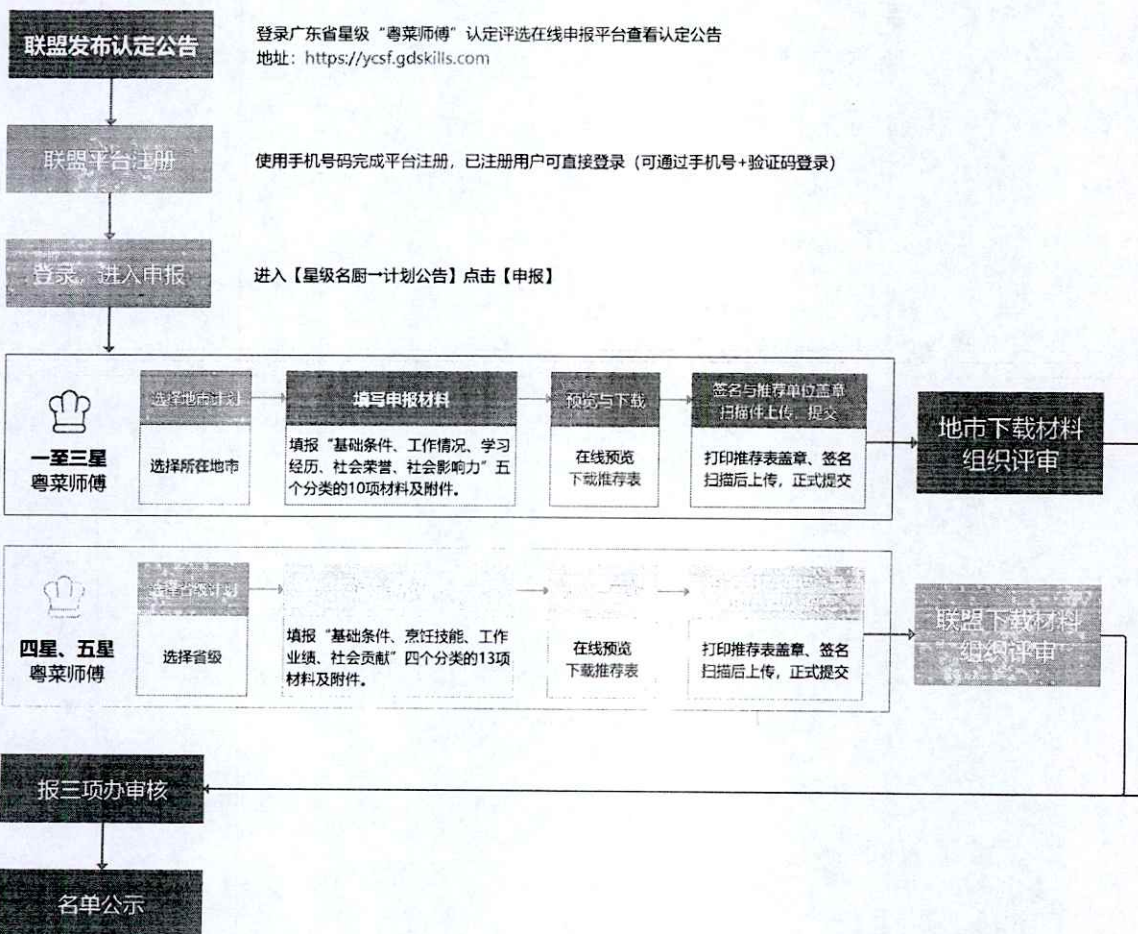 联盟发布认定公告
登录广东省星级“粤菜师傅”认定评选在线申报平台查看认定公告
地址：https://ycsf.gdskills.com
联盟平台注册
使用手机号码完成平台注册，已注册用户可直接登录（可通过手机号+验证码登录）
登录，进入申报
进入【星级名厨→计划公告】点击【申报】
一至三星
粤菜师傅
选择地市计划
选择所在地市
填写申报材料
填报“基础条件、工作情况、学习
经历、社会荣誉、社会影响力”五
个分类的10项材料及附件。
预览与下载
在线预览
下载推荐表
签名与推荐单位盖章
扫描件上传、提交
打印推荐表盖章、签名
扫描后上传，正式提交
地市下载材料
组织评审
四星、五星
粤菜师傅
选择省级计划
选择省级
填报“基础条件、烹饪技能、工作
业绩、社会贡献”四个分类的13项
材料及附件。
在线预览
下载推荐表
打印推荐表盖章、签名
扫描后上传，正式提交
联盟下载材料
组织评审
报三项办审核
名单公示